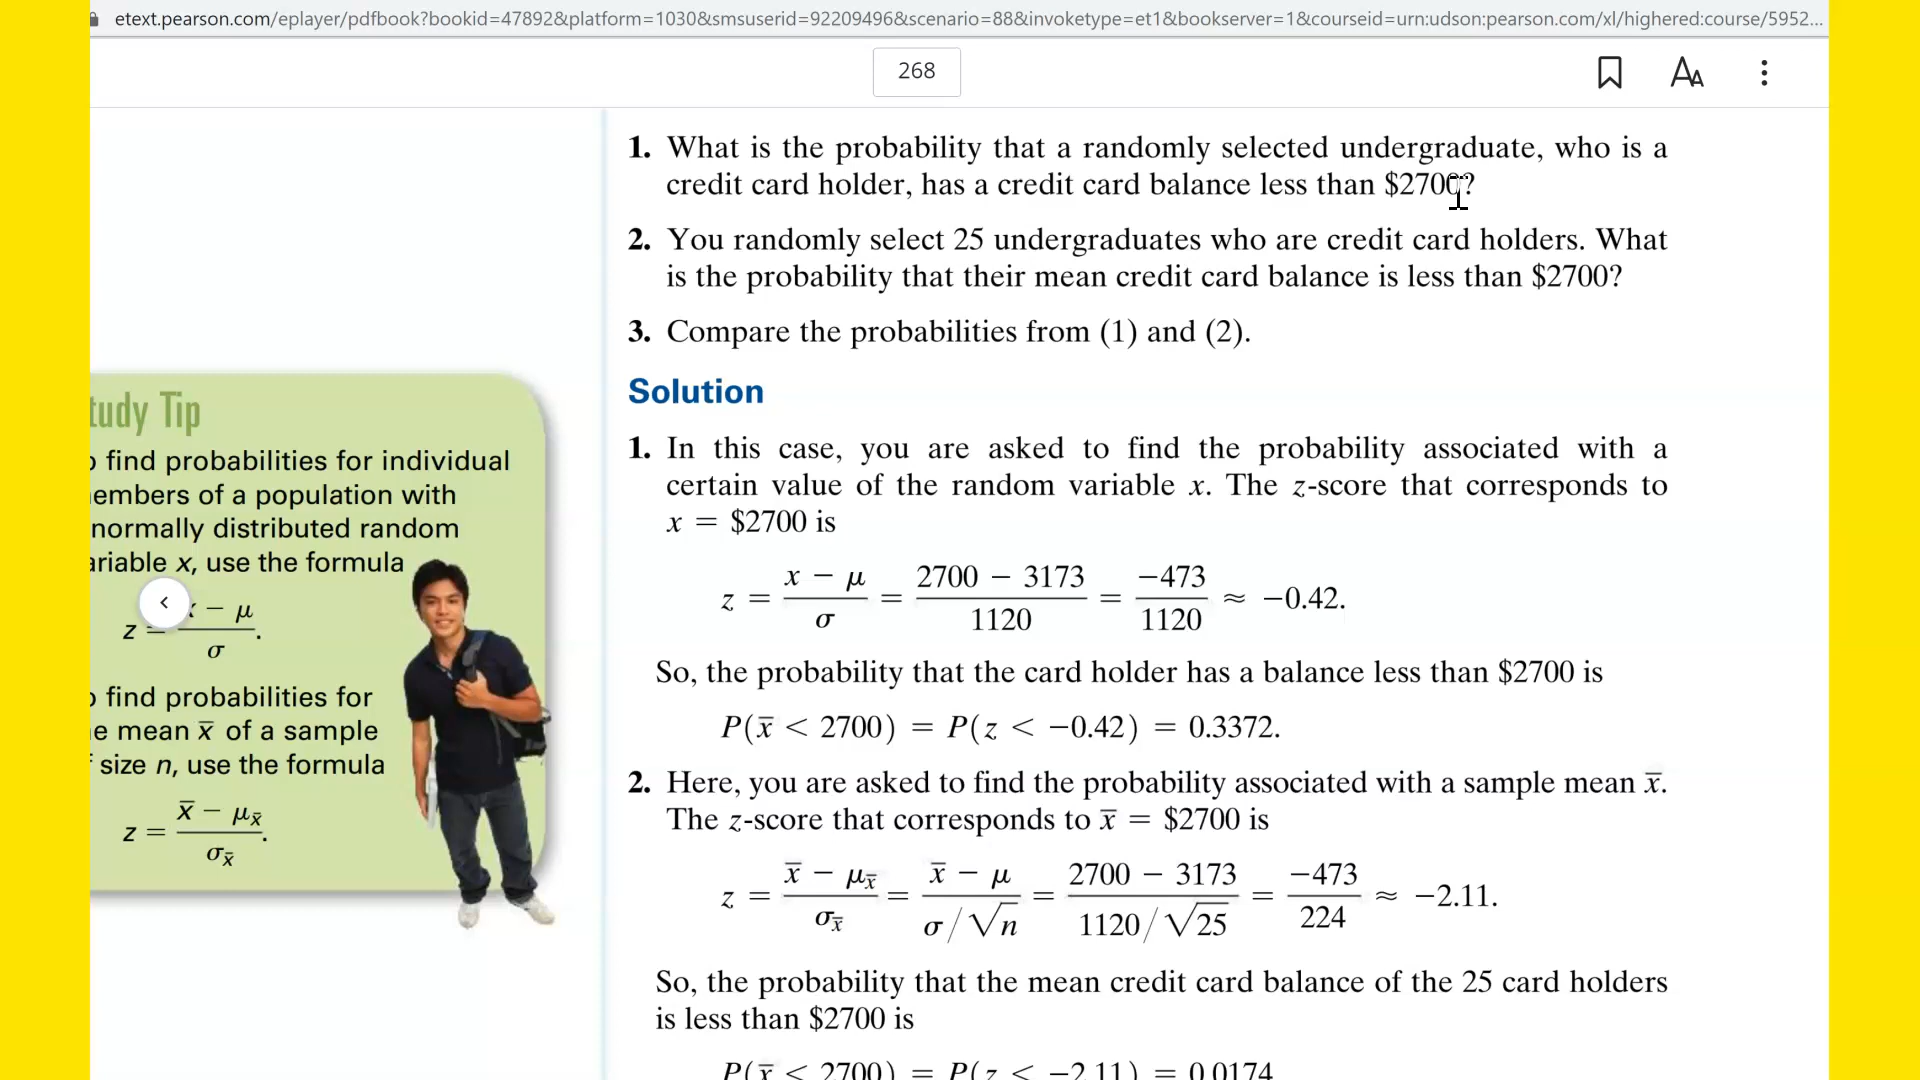 etext.pearson.com/eplayer/pdfbook?bookid=47892&platform=1030&smsuserid=92209496&scenario=88&invoketype=et1&bookserver=1&courseid=urn:udson:pearson.com/xl/highered:course/5952...
268
1. What is the probability that a randomly selected undergraduate, who is a
credit card holder, has a credit card balance less than $2700?
2. You randomly select 25 undergraduates who are credit card holders. What
is the probability that their mean credit card balance is less than $2700?
3. Compare the probabilities from (1) and (2).
Solution
1. In this case, you are asked to find the probability associated with a
certain value of the random variable x. The z-score that corresponds to
x = $2700 is
z = (x − μ)/σ = (2700 − 3173)/1120 = −473/1120 ≈ −0.42.
So, the probability that the card holder has a balance less than $2700 is
P(x̄ < 2700) = P(z < −0.42) = 0.3372.
2. Here, you are asked to find the probability associated with a sample mean x̄.
The z-score that corresponds to x̄ = $2700 is
z = (x̄ − μx̄)/σx̄ = (x̄ − μ)/(σ/√n) = (2700 − 3173)/(1120/√25) = −473/224 ≈ −2.11.
So, the probability that the mean credit card balance of the 25 card holders
is less than $2700 is
P(x̄ < 2700) = P(z < −2.11) = 0.0174
tudy Tip
o find probabilities for individual
embers of a population with
normally distributed random
ariable x, use the formula
z = (x − μ)/σ.
o find probabilities for
e mean x̄ of a sample
f size n, use the formula
z = (x̄ − μx̄)/σx̄.